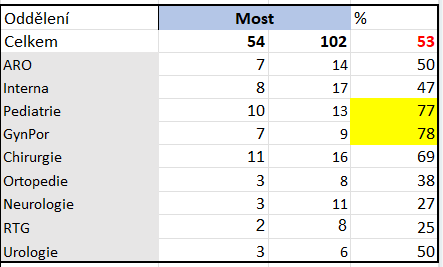 Oddělení Most %
Celkem 54 102 53
ARO 7 14 50
Interna 8 17 47
Pediatrie 10 13 77
GynPor 7 9 78
Chirurgie 11 16 69
Ortopedie 3 8 38
Neurologie 3 11 27
RTG 2 8 25
Urologie 3 6 50